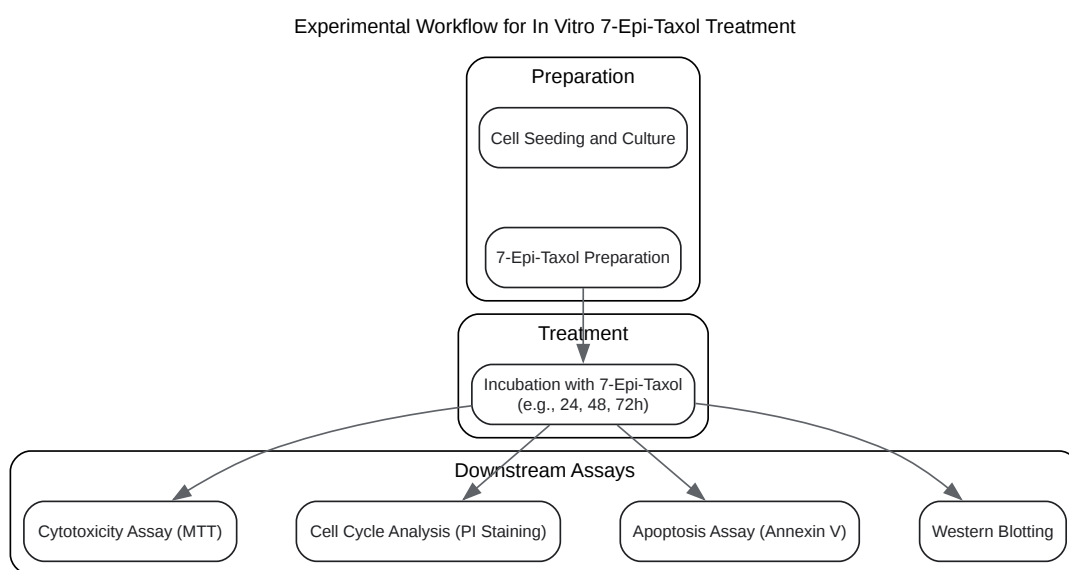 Experimental Workflow for In Vitro 7-Epi-Taxol Treatment
Preparation
Cell Seeding and Culture
7-Epi-Taxol Preparation
Treatment
Incubation with 7-Epi-Taxol
(e.g., 24, 48, 72h)
Downstream Assays
Cytotoxicity Assay (MTT)
Cell Cycle Analysis (PI Staining)
Apoptosis Assay (Annexin V)
Western Blotting